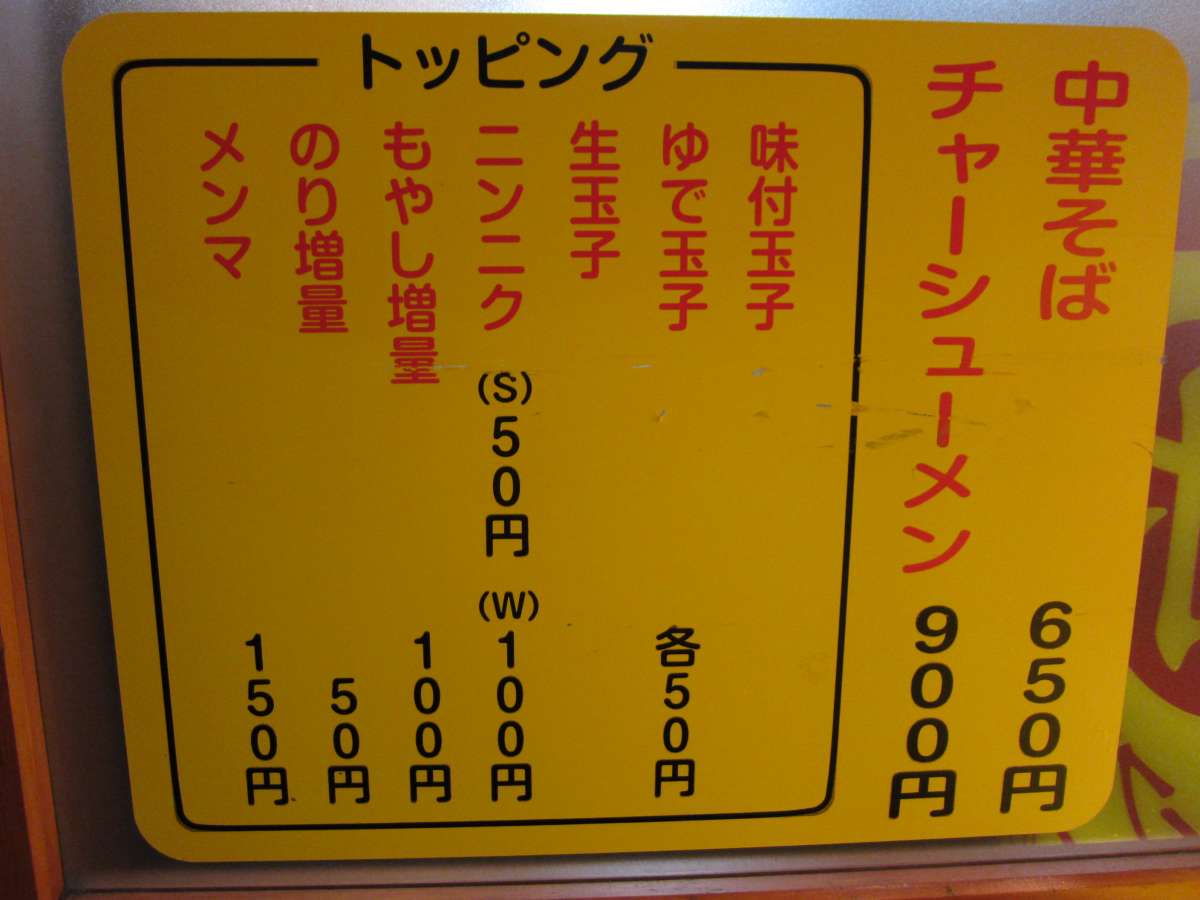 中華そば 650円
チャーシューメン 900円
トッピング
味付玉子
ゆで玉子 各50円
生玉子
ニンニク (S)50円 (W)100円
もやし増量 100円
のり増量 50円
メンマ 150円